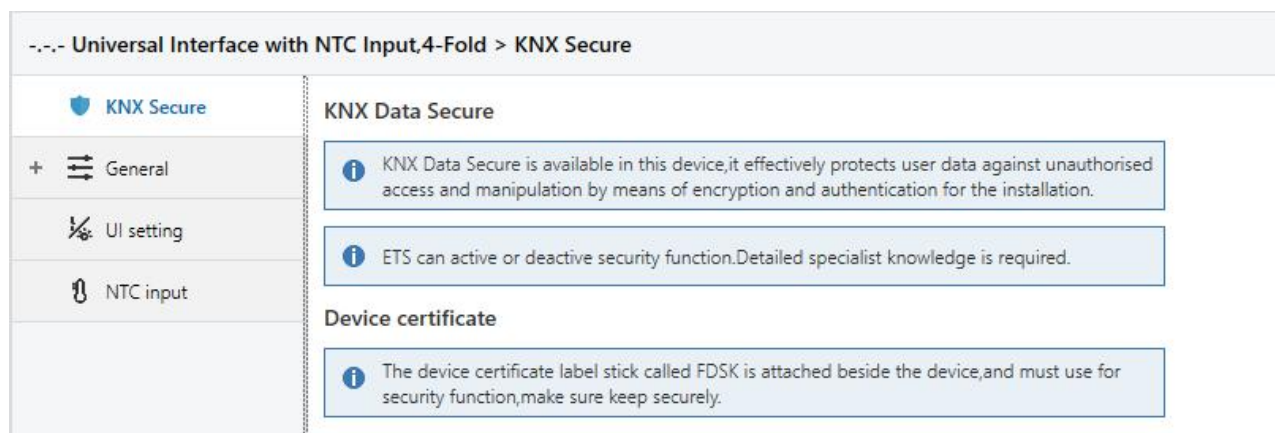 -.-.- Universal Interface with NTC Input,4-Fold > KNX Secure
KNX Secure
+ General
UI setting
NTC input
KNX Data Secure
KNX Data Secure is available in this device,it effectively protects user data against unauthorised
access and manipulation by means of encryption and authentication for the installation.
ETS can active or deactive security function.Detailed specialist knowledge is required.
Device certificate
The device certificate label stick called FDSK is attached beside the device,and must use for
security function,make sure keep securely.